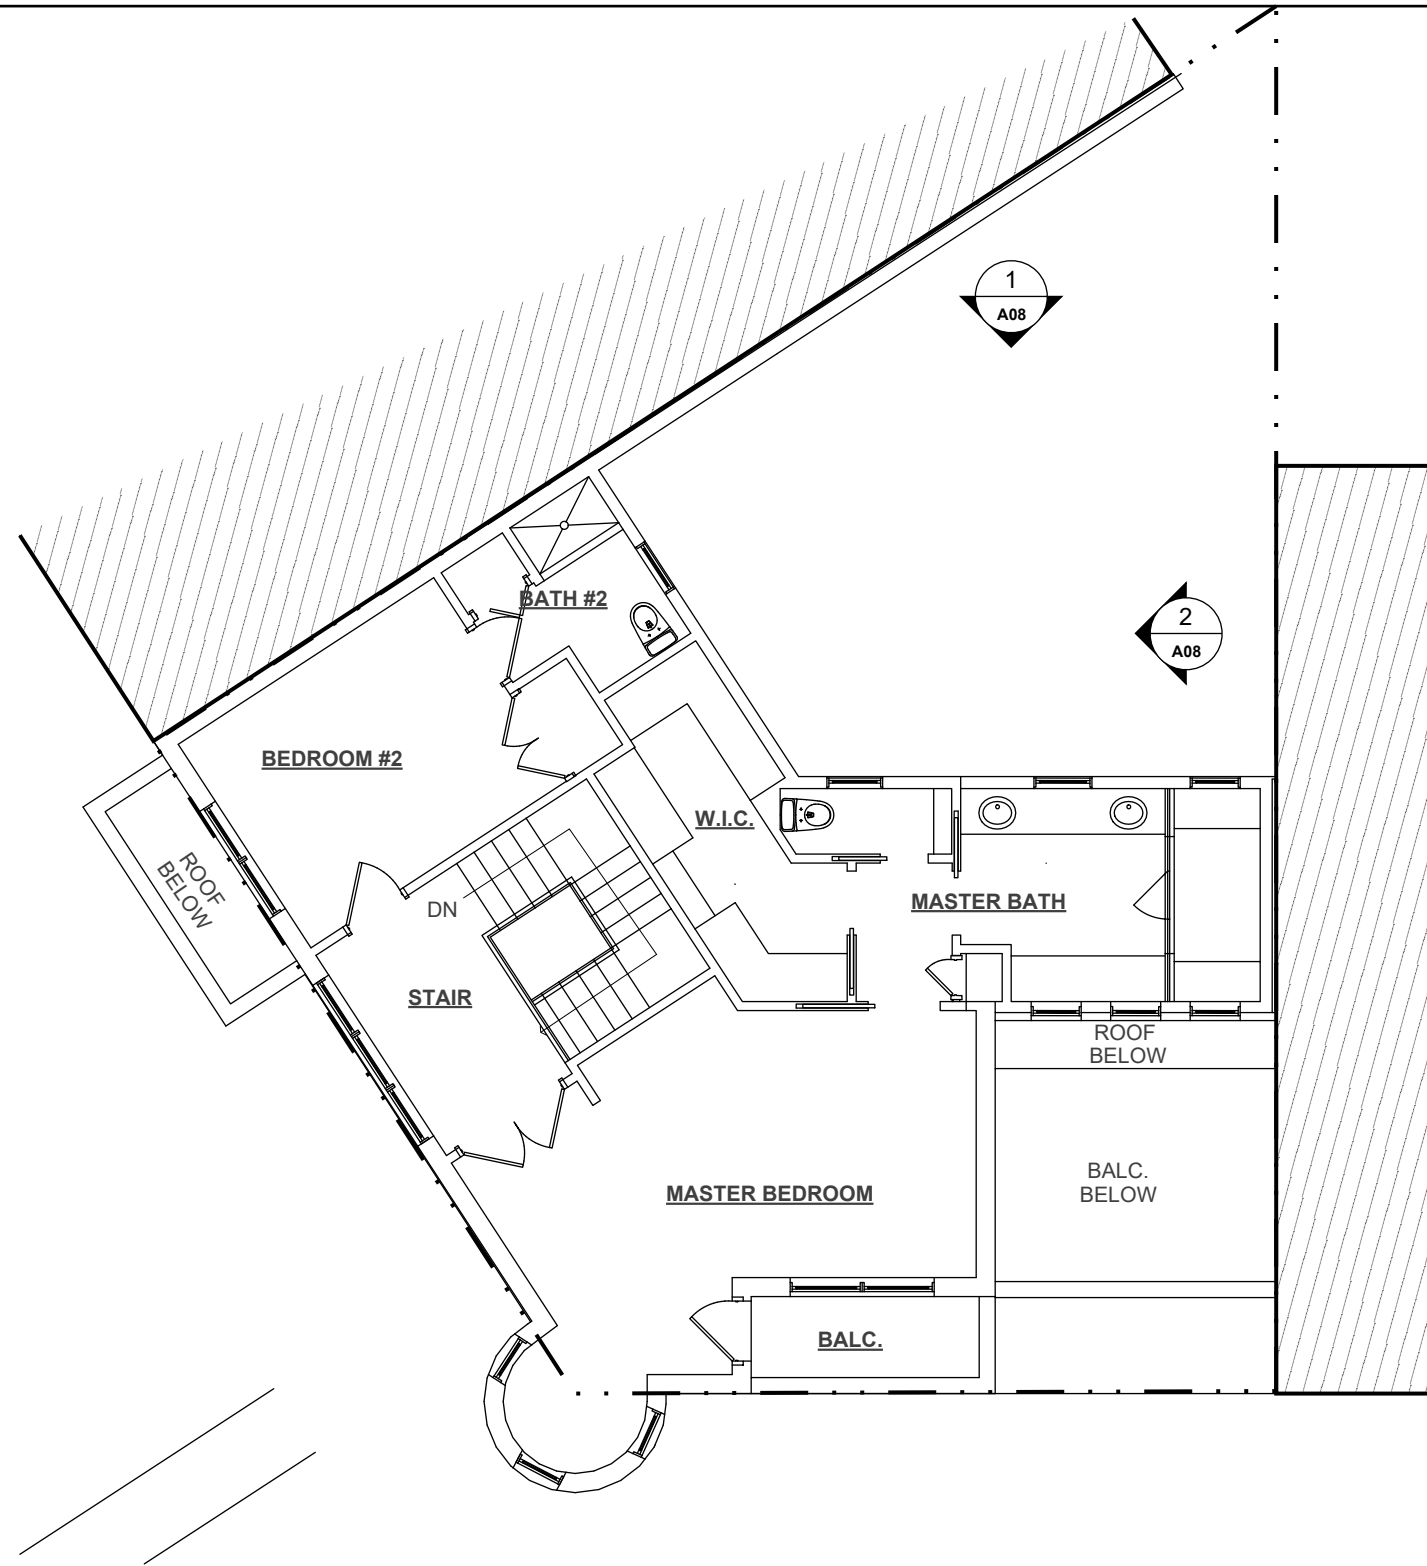 1
A08
BATH #2
2
A08
BEDROOM #2
W.I.C.
ROOF
BELOW
DN
MASTER BATH
STAIR
ROOF
BELOW
BALC.
BELOW
MASTER BEDROOM
BALC.